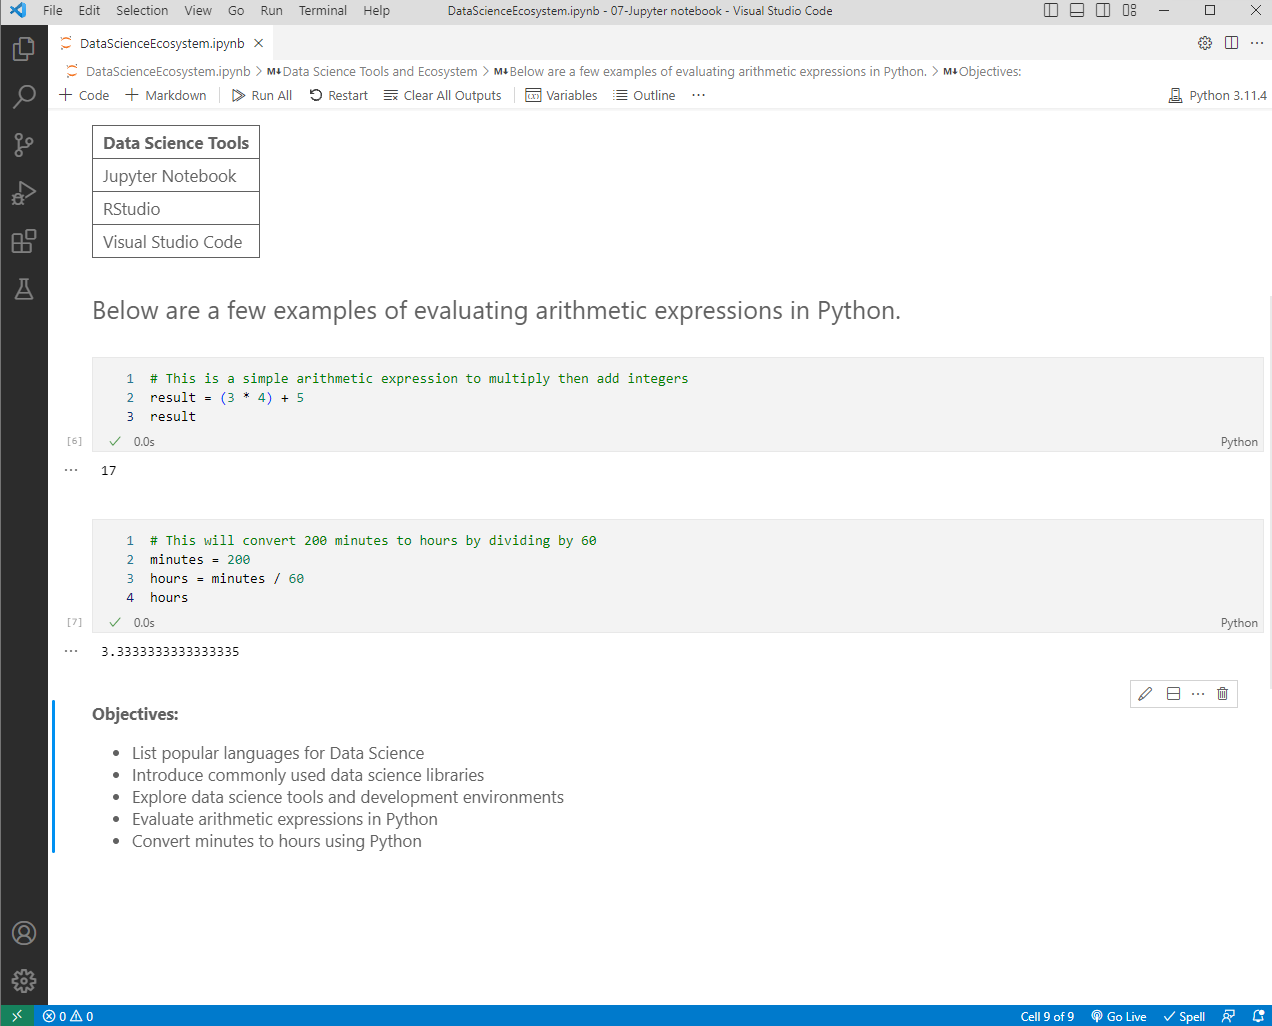 File Edit Selection View Go Run Terminal Help DataScienceEcosystem.ipynb - 07-Jupyter notebook - Visual Studio Code
DataScienceEcosystem.ipynb
DataScienceEcosystem.ipynb > M↓Data Science Tools and Ecosystem > M↓Below are a few examples of evaluating arithmetic expressions in Python. > M↓Objectives:
+ Code + Markdown Run All Restart Clear All Outputs (x) Variables Outline ... Python 3.11.4
Data Science Tools
Jupyter Notebook
RStudio
Visual Studio Code
Below are a few examples of evaluating arithmetic expressions in Python.
1 # This is a simple arithmetic expression to multiply then add integers
2 result = (3 * 4) + 5
3 result
[6] ✓ 0.0s Python
... 17
1 # This will convert 200 minutes to hours by dividing by 60
2 minutes = 200
3 hours = minutes / 60
4 hours
[7] ✓ 0.0s Python
... 3.3333333333333335
Objectives:
• List popular languages for Data Science
• Introduce commonly used data science libraries
• Explore data science tools and development environments
• Evaluate arithmetic expressions in Python
• Convert minutes to hours using Python
0 0 Cell 9 of 9 Go Live ✓ Spell